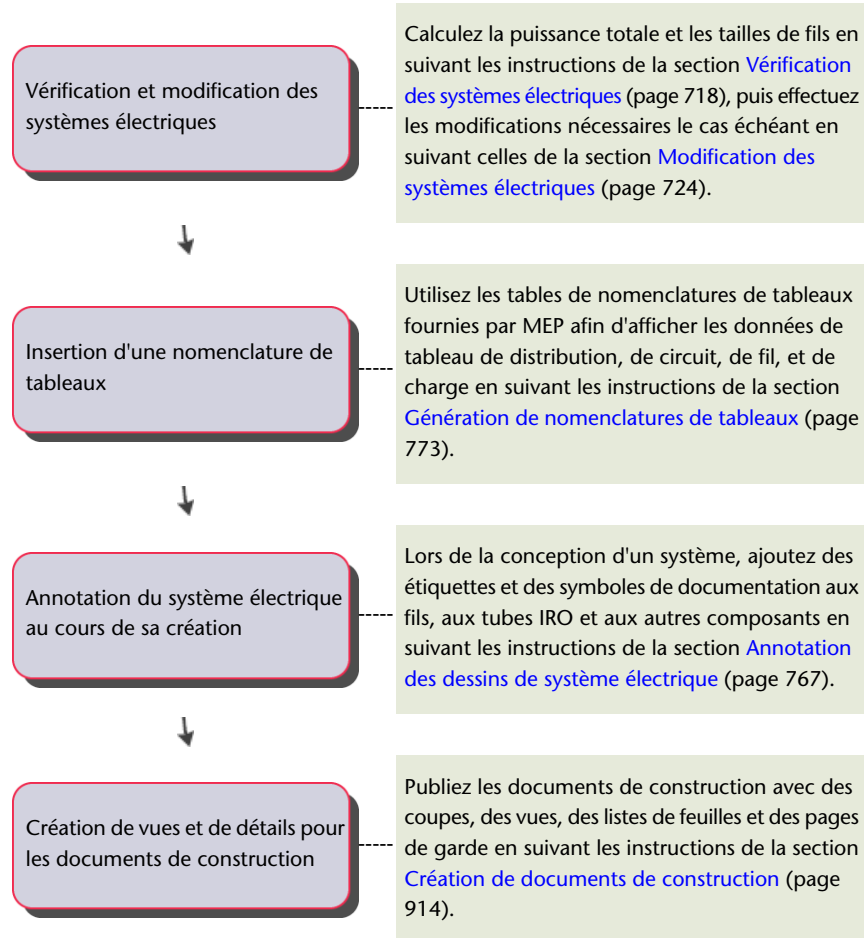 Vérification et modification des
systèmes électriques
Calculez la puissance totale et les tailles de fils en
suivant les instructions de la section Vérification
des systèmes électriques (page 718), puis effectuez
les modifications nécessaires le cas échéant en
suivant celles de la section Modification des
systèmes électriques (page 724).
Insertion d'une nomenclature de
tableaux
Utilisez les tables de nomenclatures de tableaux
fournies par MEP afin d'afficher les données de
tableau de distribution, de circuit, de fil, et de
charge en suivant les instructions de la section
Génération de nomenclatures de tableaux (page
773).
Annotation du système électrique
au cours de sa création
Lors de la conception d'un système, ajoutez des
étiquettes et des symboles de documentation aux
fils, aux tubes IRO et aux autres composants en
suivant les instructions de la section Annotation
des dessins de système électrique (page 767).
Création de vues et de détails pour
les documents de construction
Publiez les documents de construction avec des
coupes, des vues, des listes de feuilles et des pages
de garde en suivant les instructions de la section
Création de documents de construction (page
914).